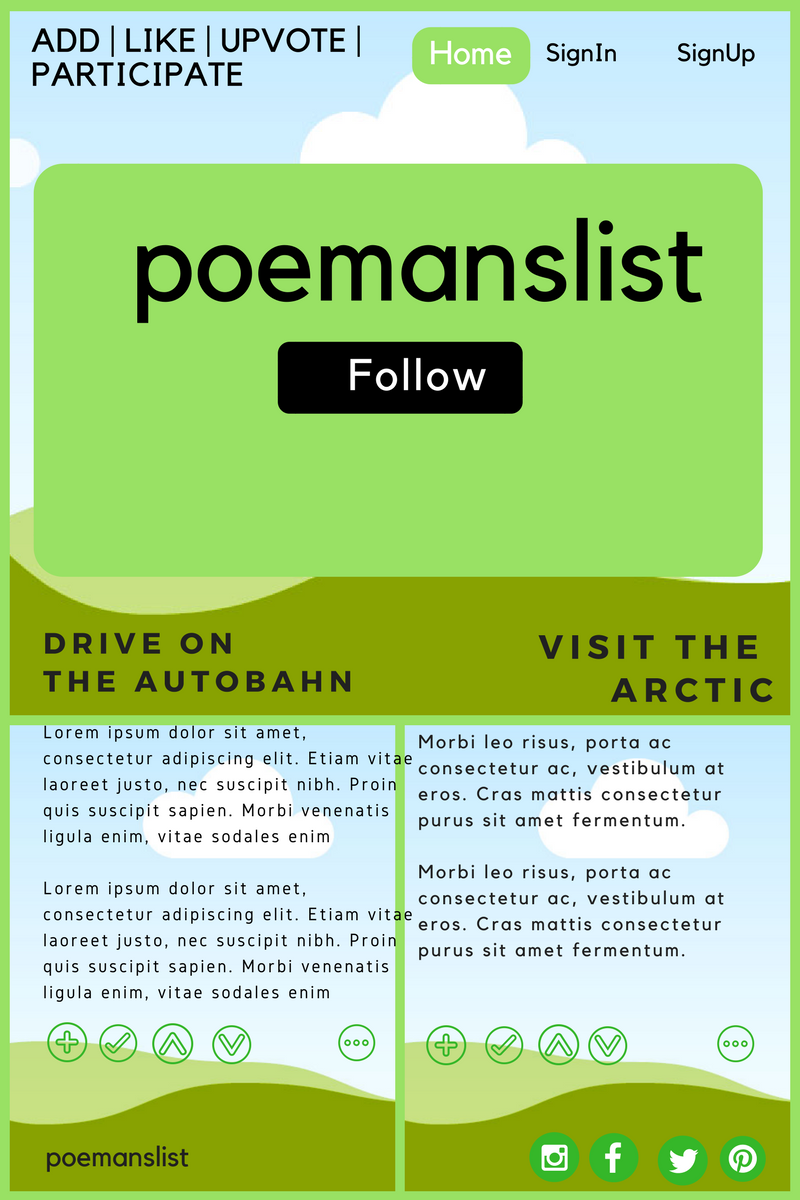 ADD | LIKE | UPVOTE |
PARTICIPATE
Home
SignIn
SignUp
poemanslist
Follow
DRIVE ON
THE AUTOBAHN
VISIT THE
ARCTIC
Lorem ipsum dolor sit amet,
consectetur adipiscing elit. Etiam vitae
laoreet justo, nec suscipit nibh. Proin
quis suscipit sapien. Morbi venenatis
ligula enim, vitae sodales enim
Lorem ipsum dolor sit amet,
consectetur adipiscing elit. Etiam vitae
laoreet justo, nec suscipit nibh. Proin
quis suscipit sapien. Morbi venenatis
ligula enim, vitae sodales enim
Morbi leo risus, porta ac
consectetur ac, vestibulum at
eros. Cras mattis consectetur
purus sit amet fermentum.
Morbi leo risus, porta ac
consectetur ac, vestibulum at
eros. Cras mattis consectetur
purus sit amet fermentum.
poemanslist